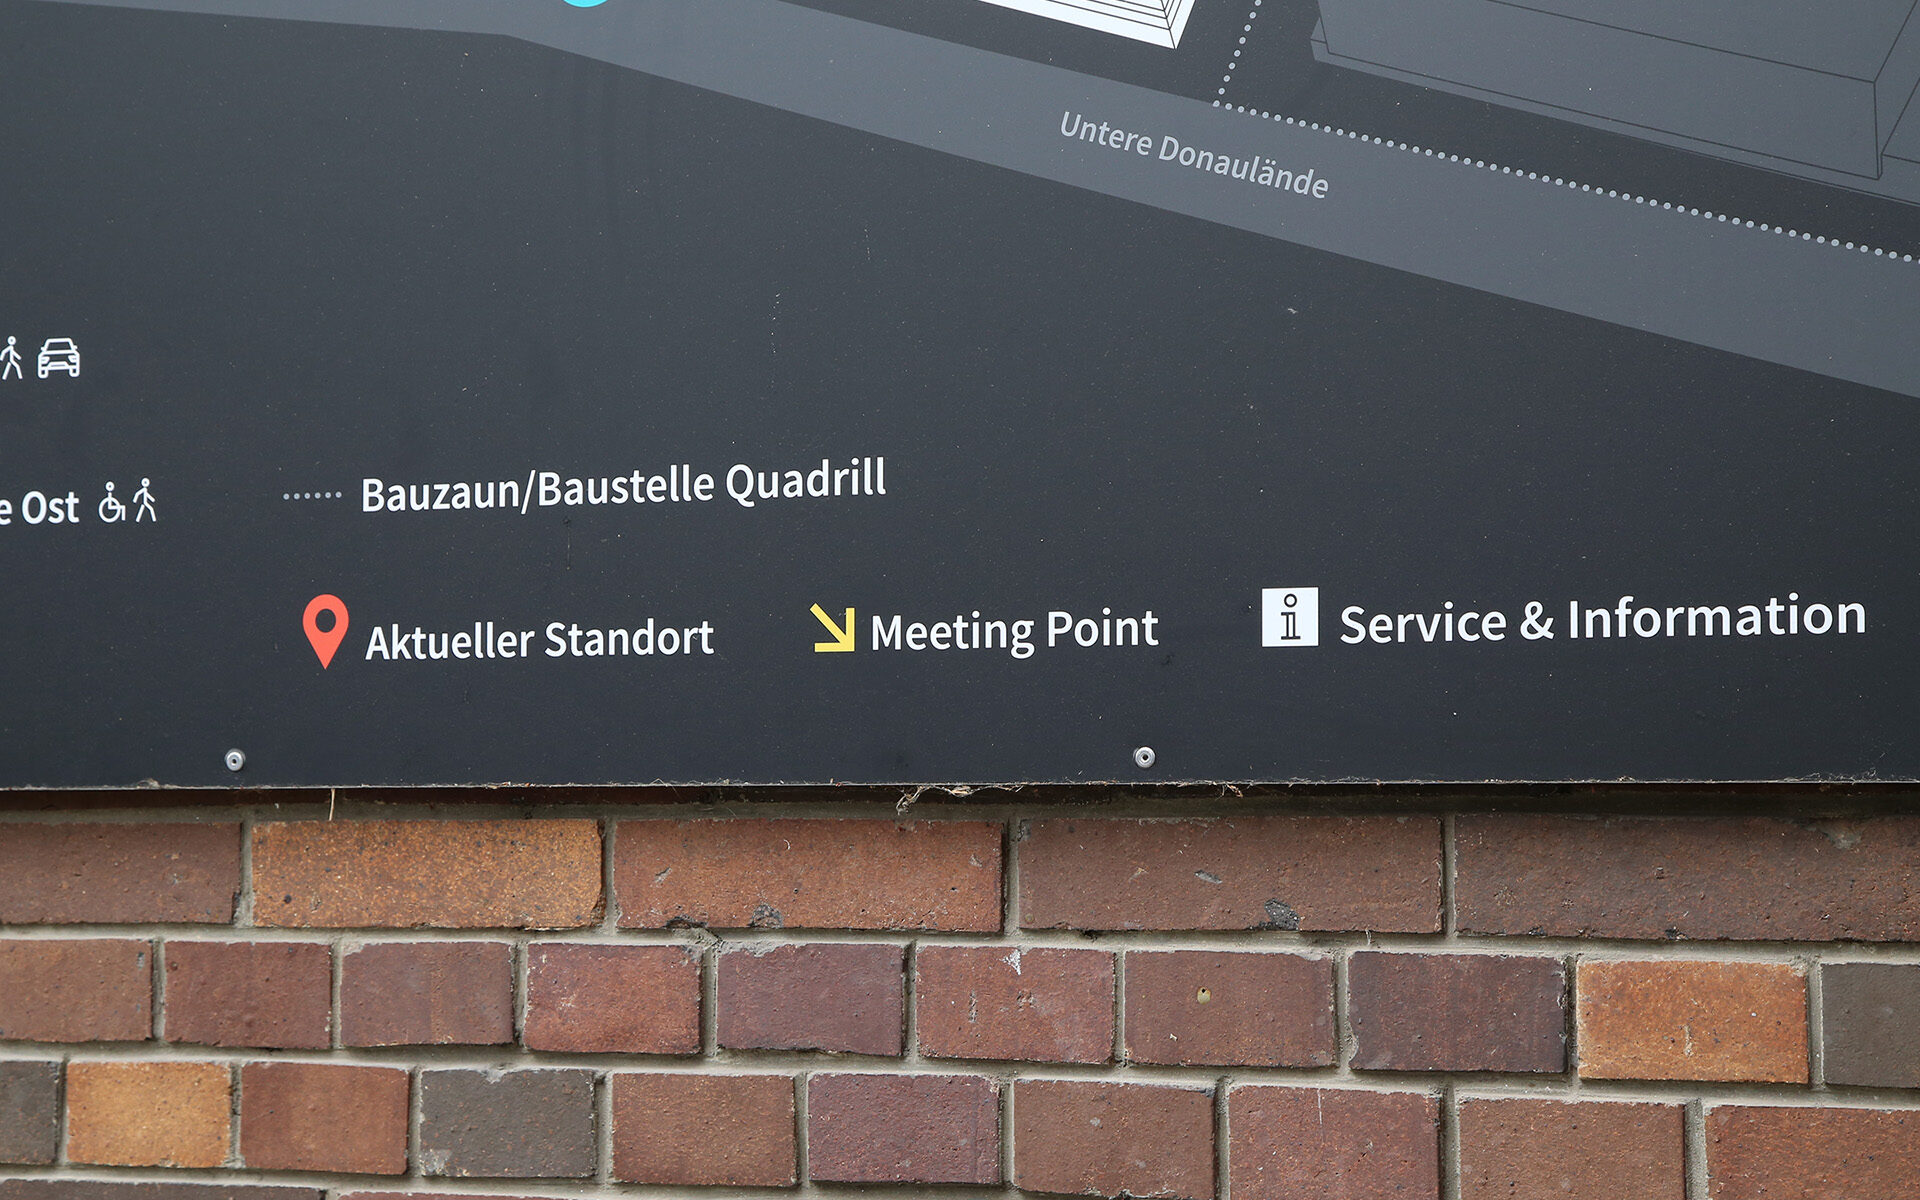 Untere Donaulände
e Ost
Bauzaun/Baustelle Quadrill
Aktueller Standort
Meeting Point
Service & Information